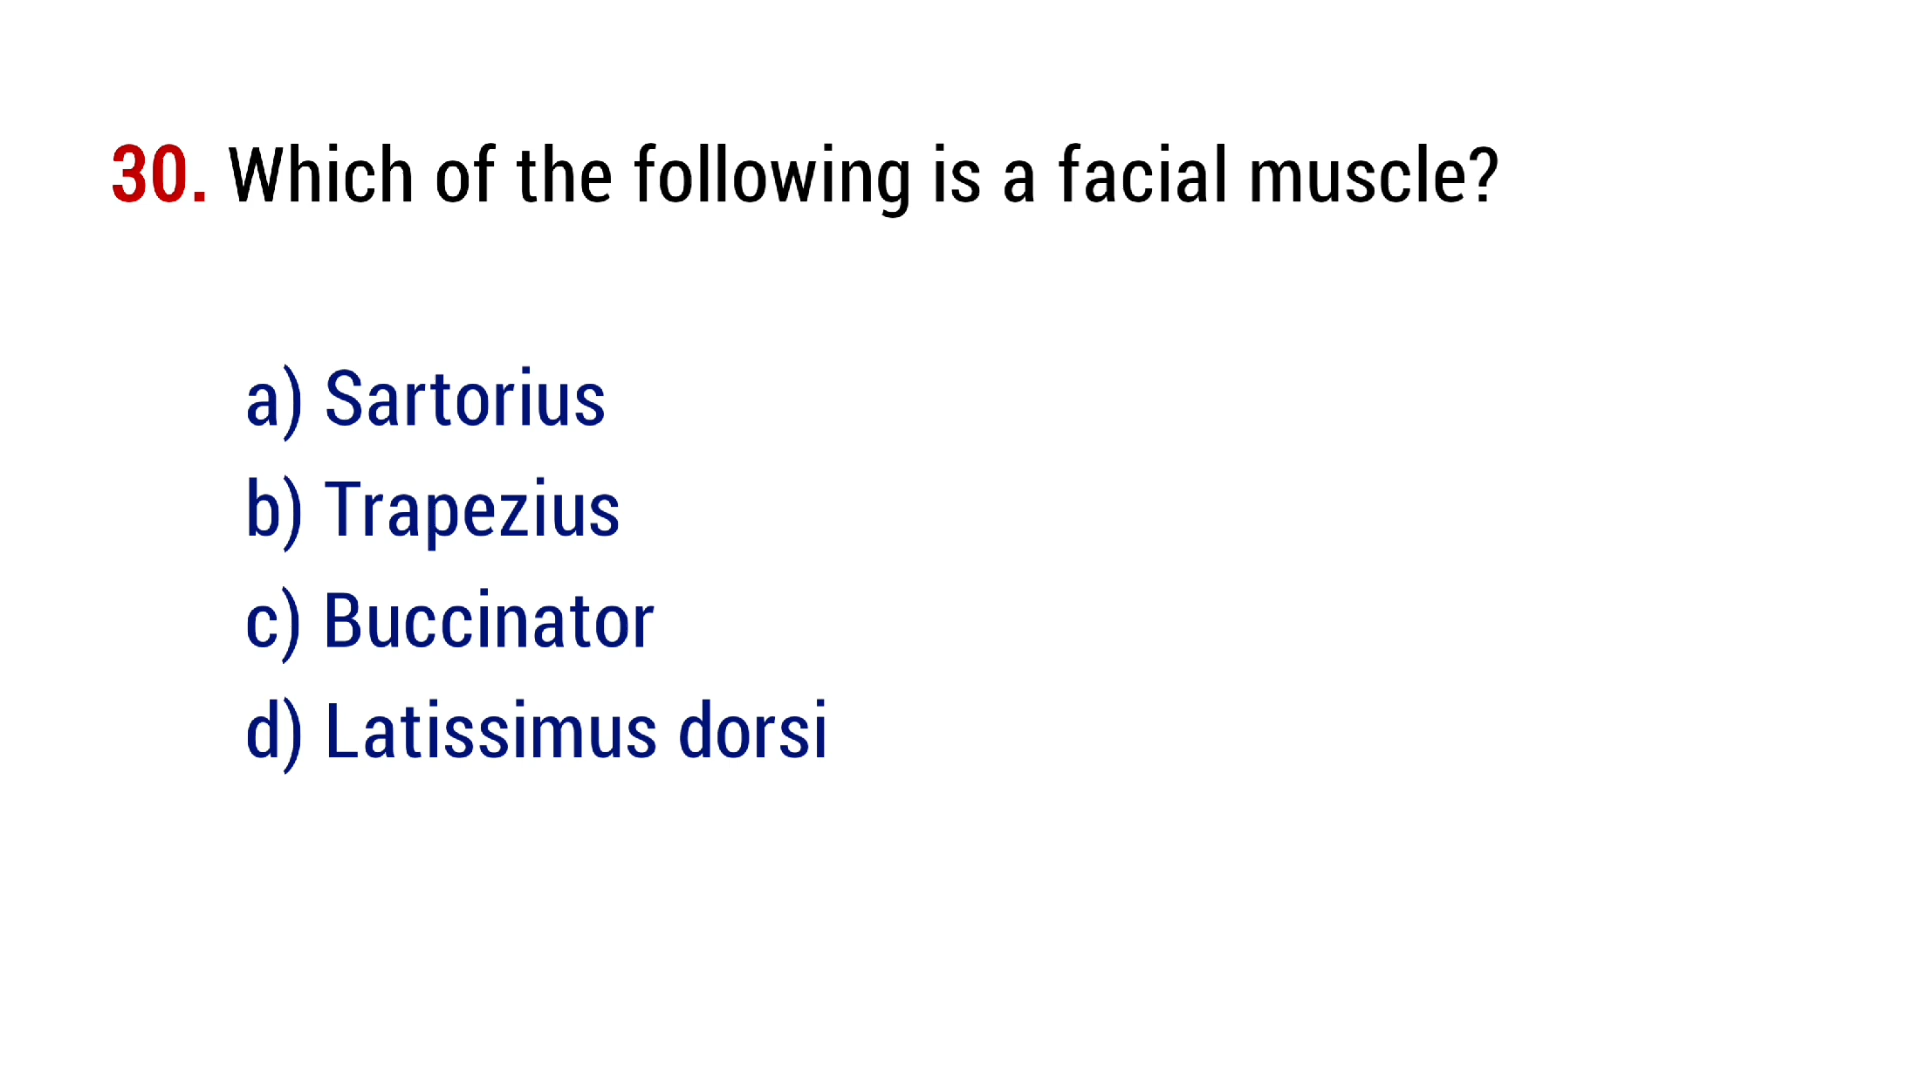 30. Which of the following is a facial muscle?
a) Sartorius
b) Trapezius
c) Buccinator
d) Latissimus dorsi